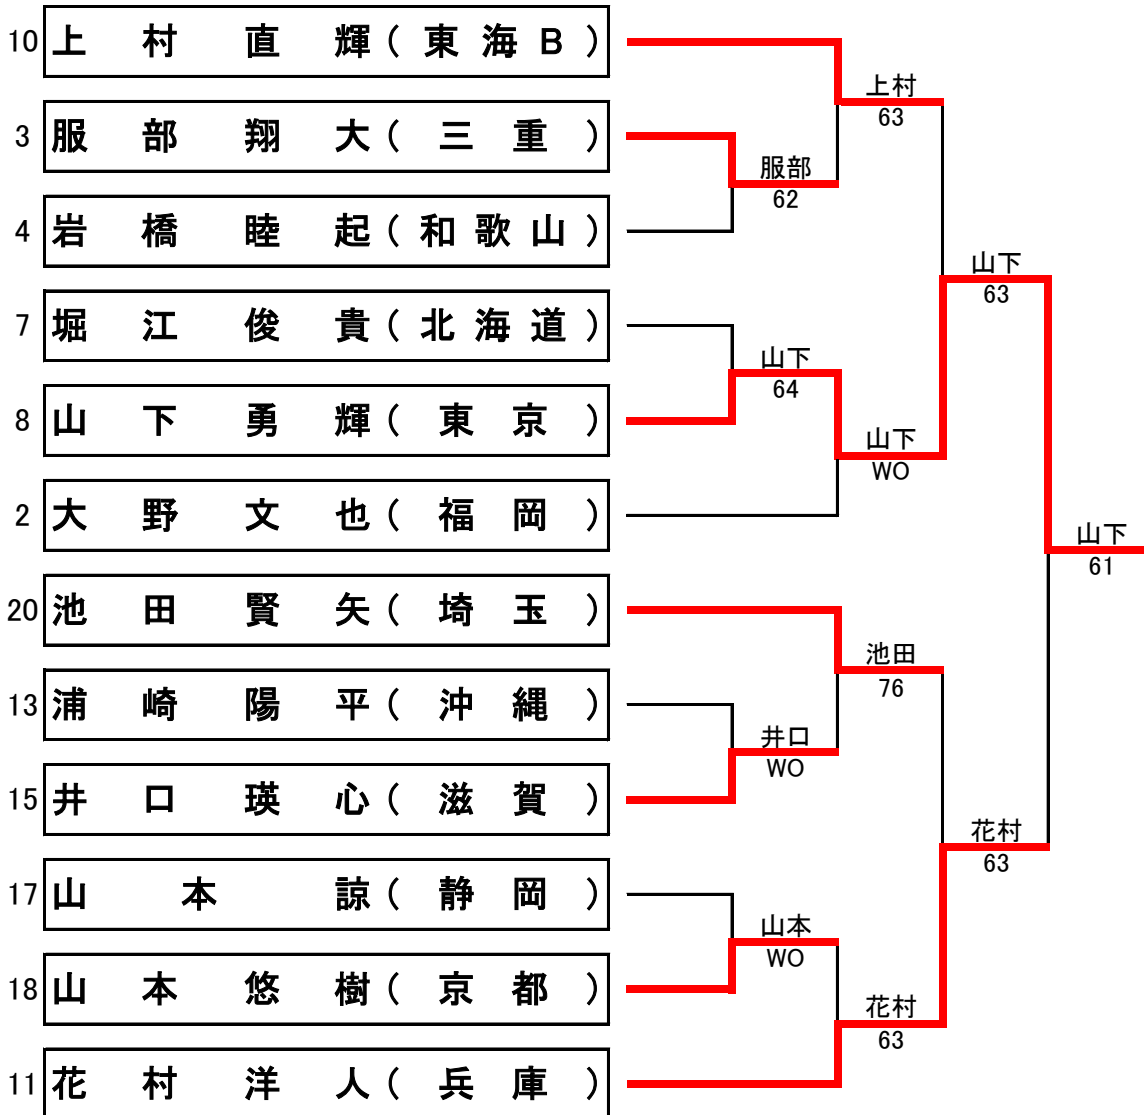 10 上村直輝(東海B)
上村
63
3 服部翔大(三重)
服部
62
4 岩橋睦起(和歌山)
山下
63
7 堀江俊貴(北海道)
山下
64
8 山下勇輝(東京)
山下
WO
2 大野文也(福岡)
山下
61
20 池田賢矢(埼玉)
池田
76
13 浦崎陽平(沖縄)
井口
WO
15 井口瑛心(滋賀)
花村
63
17 山本諒(静岡)
山本
WO
18 山本悠樹(京都)
花村
63
11 花村洋人(兵庫)